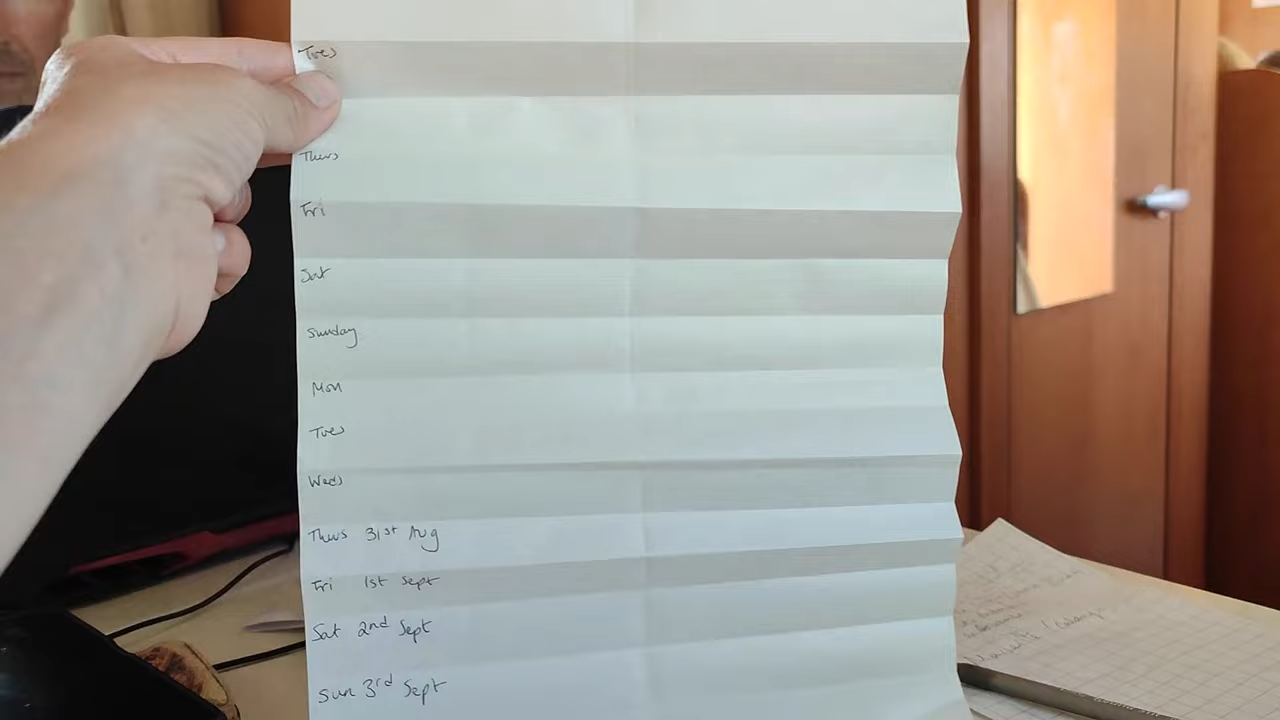 Tues
Thurs
Fri
Sat
Sunday
Mon
Tues
Weds
Thurs 31st Aug
Fri 1st Sept
Sat 2nd Sept
Sun 3rd Sept